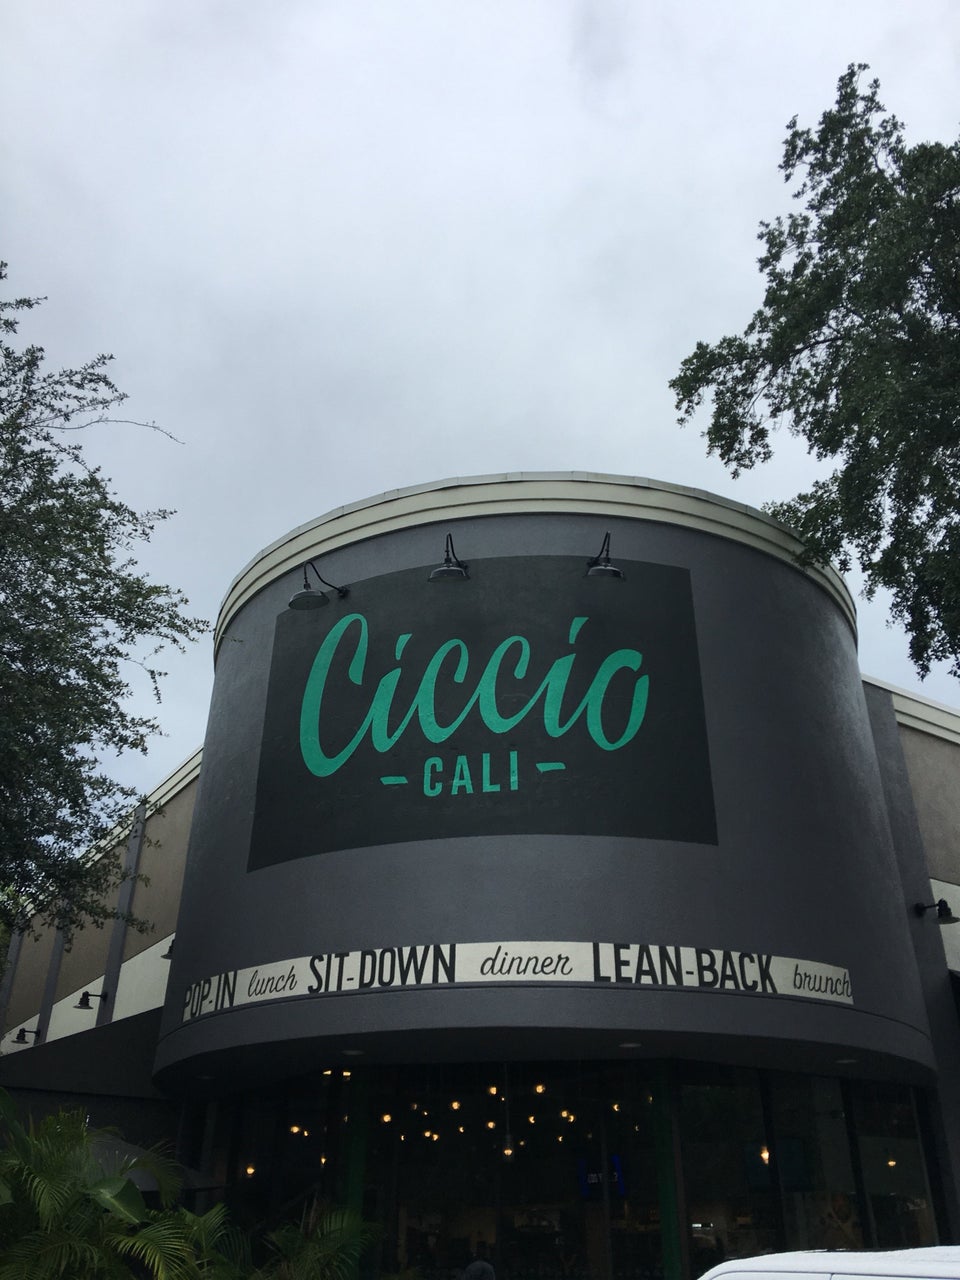 Ciccio
- CALI -
POP-IN lunch SIT-DOWN dinner LEAN-BACK brunch